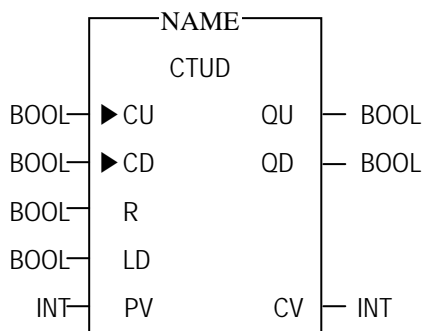 NAME
CTUD
BOOL CU QU BOOL
BOOL CD QD BOOL
BOOL R
BOOL LD
INT PV CV INT